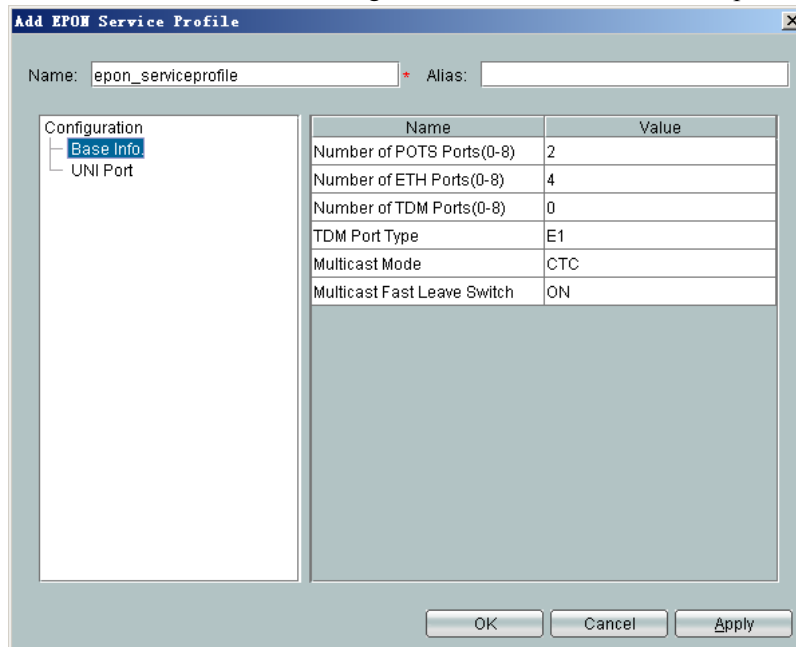 Add EPON Service Profile
Name: epon_serviceprofile * Alias:
Configuration
Base Info.
UNI Port
Name Value
Number of POTS Ports(0-8) 2
Number of ETH Ports(0-8) 4
Number of TDM Ports(0-8) 0
TDM Port Type E1
Multicast Mode CTC
Multicast Fast Leave Switch ON
OK Cancel Apply